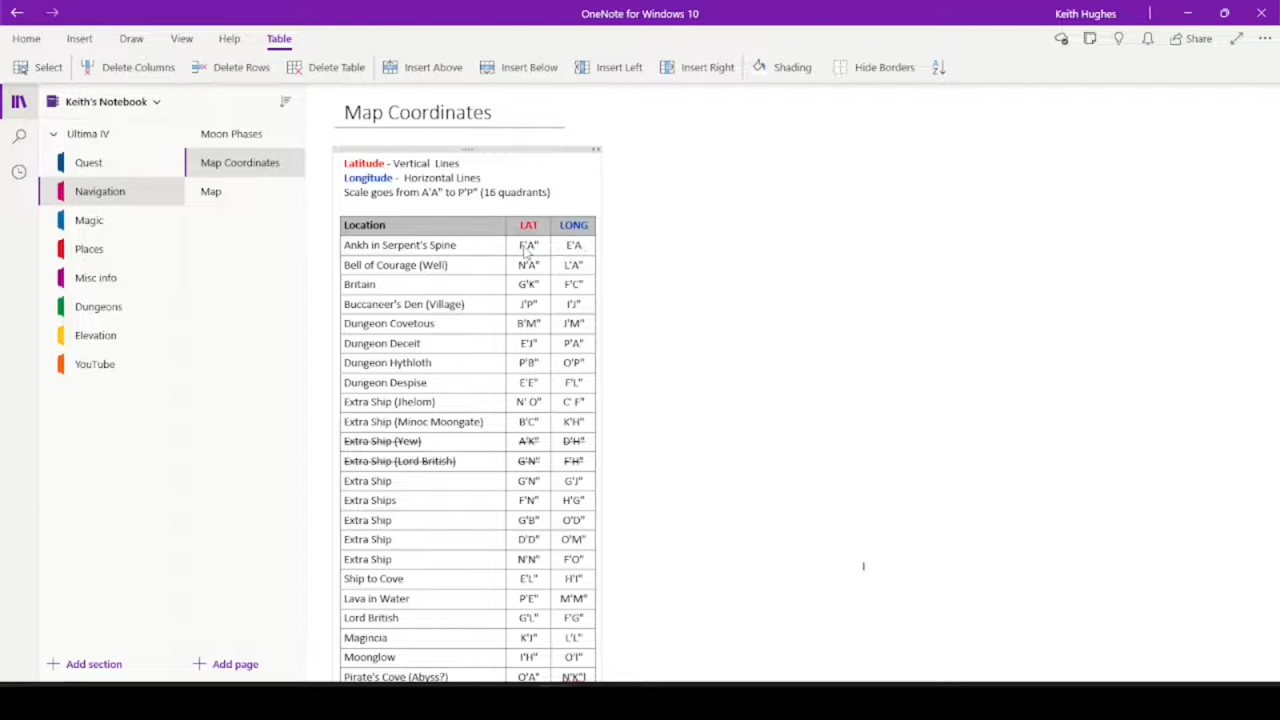 OneNote for Windows 10
Keith Hughes
Home Insert Draw View Help Table
Share
Select Delete Columns Delete Rows Delete Table Insert Above Insert Below Insert Left Insert Right Shading Hide Borders
Keith's Notebook
Ultima IV
Quest
Navigation
Magic
Places
Misc info
Dungeons
Elevation
YouTube
Add section
Moon Phases
Map Coordinates
Map
Add page
Map Coordinates
Latitude - Vertical Lines
Longitude - Horizontal Lines
Scale goes from A'A" to P'P" (16 quadrants)
Location LAT LONG
Ankh in Serpent's Spine F'A" E'A
Bell of Courage (Well) N'A" L'A"
Britain G'K" F'C"
Buccaneer's Den (Village) J'P" I'J"
Dungeon Covetous B'M" J'M"
Dungeon Deceit E'J" P'A"
Dungeon Hythloth P'B" O'P"
Dungeon Despise E'E" F'L"
Extra Ship (Jhelom) N' O" C' F"
Extra Ship (Minoc Moongate) B'C" K'H"
Extra Ship (Yew) A'K" D'H"
Extra Ship (Lord British) G'N" F'H"
Extra Ship G'N" G'J"
Extra Ships F'N" H'G"
Extra Ship G'B" O'D"
Extra Ship D'D" O'M"
Extra Ship N'N" F'O"
Ship to Cove E'L" H'I"
Lava in Water P'E" M'M"
Lord British G'L" F'G"
Magincia K'J" L'L"
Moonglow I'H" O'I"
Pirate's Cove (Abyss?) O'A" N'K"]